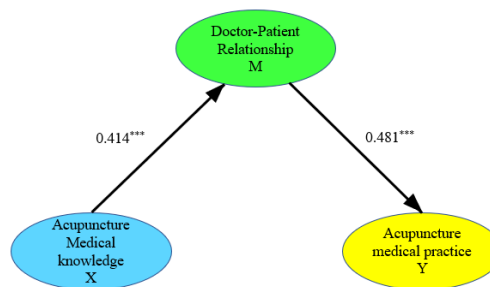 Doctor-Patient
Relationship
M
0.414***
0.481***
Acupuncture
Medical
knowledge
X
Acupuncture
medical practice
Y